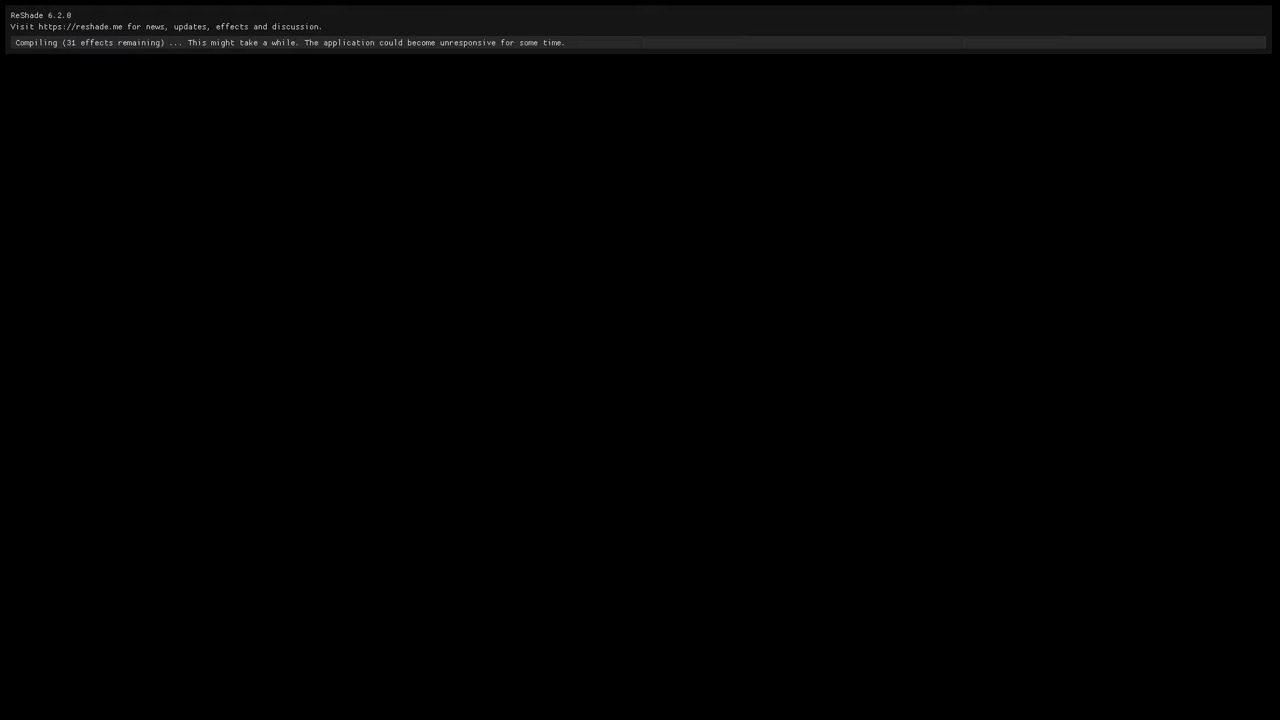 ReShade 6.2.0
Visit https://reshade.me for news, updates, effects and discussion.
Compiling (31 effects remaining) ... This might take a while. The application could become unresponsive for some time.